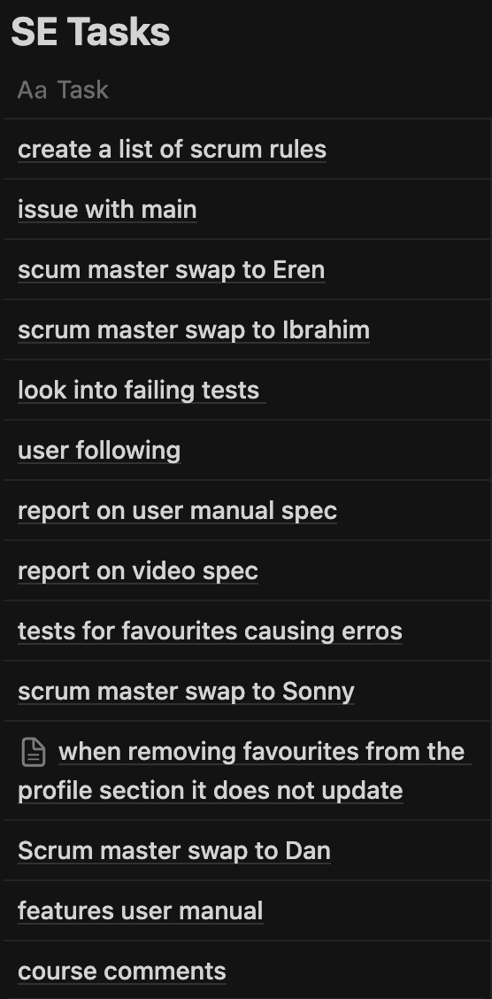 SE Tasks
Aa Task
create a list of scrum rules
issue with main
scum master swap to Eren
scrum master swap to Ibrahim
look into failing tests
user following
report on user manual spec
report on video spec
tests for favourites causing erros
scrum master swap to Sonny
when removing favourites from the
profile section it does not update
Scrum master swap to Dan
features user manual
course comments